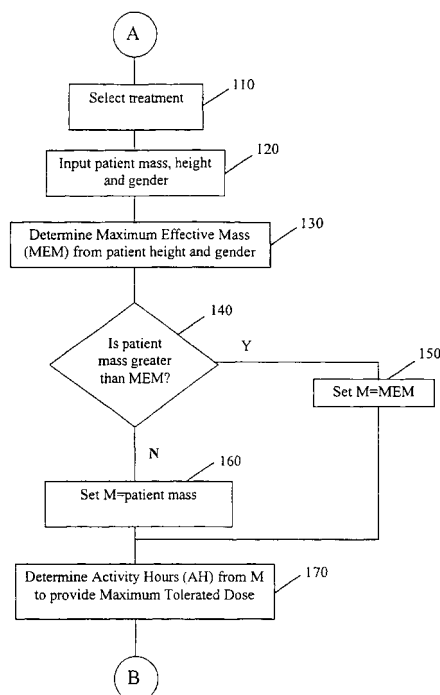 A
Select treatment
110
Input patient mass, height
and gender
120
Determine Maximum Effective Mass
(MEM) from patient height and gender
130
140
Is patient
mass greater
than MEM?
Y
150
Set M=MEM
N
160
Set M=patient mass
Determine Activity Hours (AH) from M
to provide Maximum Tolerated Dose
170
B